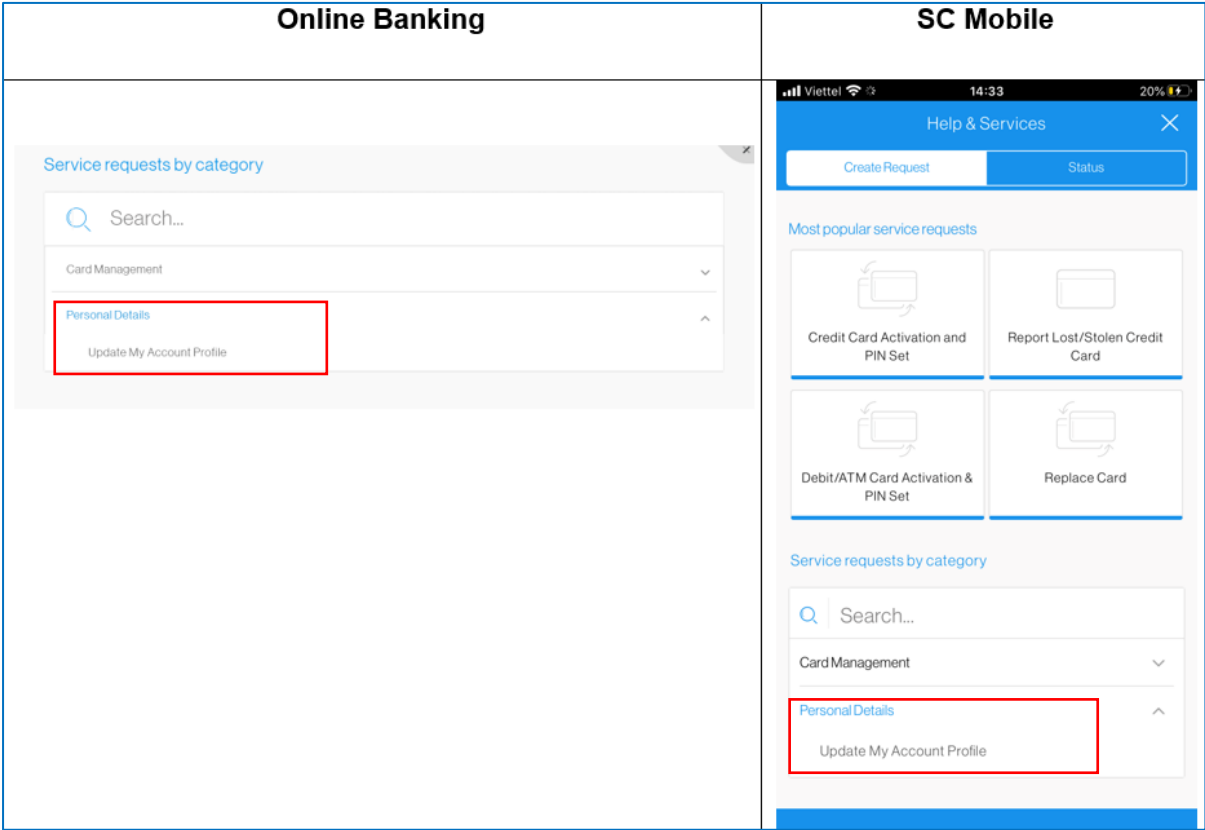 Online Banking
SC Mobile
Service requests by category
Search...
Card Management
Personal Details
Update My Account Profile
Viettel
14:33
20%
Help & Services
Create Request
Status
Most popular service requests
Credit Card Activation and
PIN Set
Report Lost/Stolen Credit
Card
Debit/ATM Card Activation &
PIN Set
Replace Card
Service requests by category
Search...
Card Management
Personal Details
Update My Account Profile